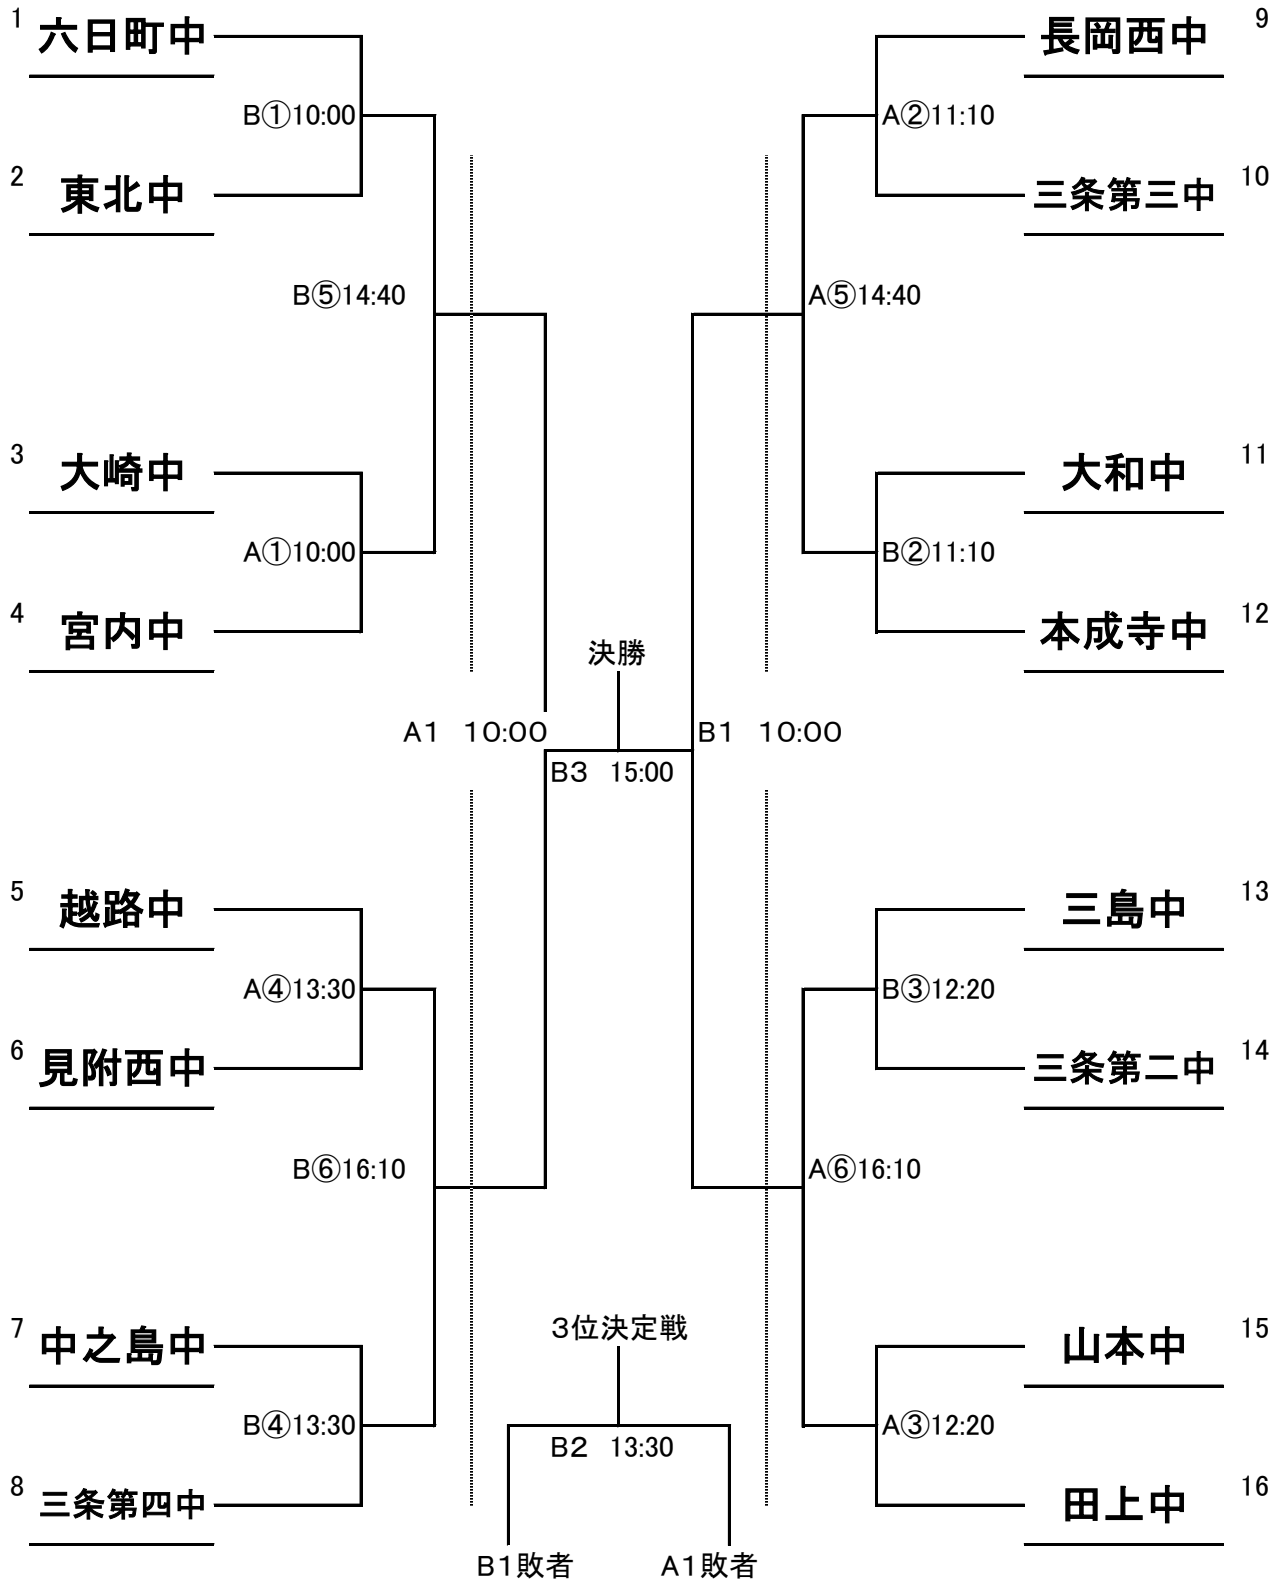 1 六日町中
B①10:00
2 東北中
B⑤14:40
3 大崎中
A①10:00
4 宮内中
A1 10:00
5 越路中
A④13:30
6 見附西中
B⑥16:10
7 中之島中
B④13:30
8 三条第四中
決勝
B3 15:00
3位決定戦
B2 13:30
B1敗者 A1敗者
長岡西中 9
A②11:10
三条第三中 10
A⑤14:40
大和中 11
B②11:10
本成寺中 12
B1 10:00
三島中 13
B③12:20
三条第二中 14
A⑥16:10
山本中 15
A③12:20
田上中 16